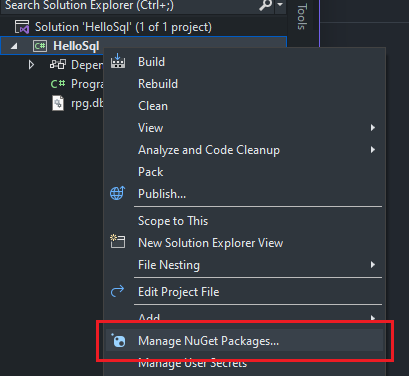 Search Solution Explorer (Ctrl+;)
Solution 'HelloSql' (1 of 1 project)
C# HelloSql
Depen
C# Progra
rpg.db
Tools
Build
Rebuild
Clean
View
Analyze and Code Cleanup
Pack
Publish...
Scope to This
New Solution Explorer View
File Nesting
Edit Project File
Add
Manage NuGet Packages...
Manage User Secrets